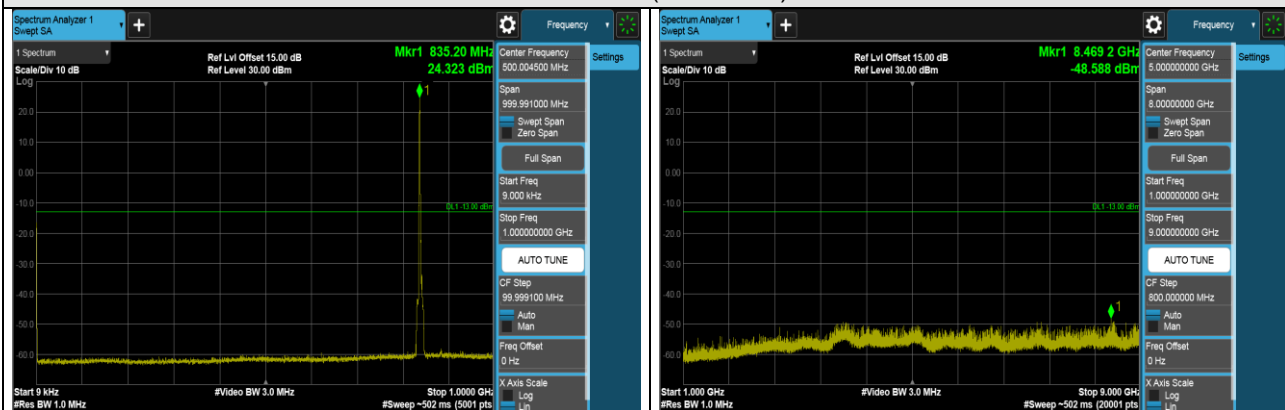 Spectrum Analyzer 1
Swept SA
+
Frequency
1 Spectrum
Scale/Div 10 dB
Log
Ref Lvl Offset 15.00 dB
Ref Level 30.00 dBm
Mkr1 835.20 MHz
24.323 dBm
1
20.0
10.0
0.00
-10.0
DL1 -13.00 dBm
-20.0
-30.0
-40.0
-50.0
-60.0
Start 9 kHz
#Res BW 1.0 MHz
#Video BW 3.0 MHz
Stop 1.0000 GHz
#Sweep ~502 ms (5001 pts
Center Frequency
500.004500 MHz
Settings
Span
999.991000 MHz
Swept Span
Zero Span
Full Span
Start Freq
9.000 kHz
Stop Freq
1.000000000 GHz
AUTO TUNE
CF Step
99.999100 MHz
Auto
Man
Freq Offset
0 Hz
X Axis Scale
Log
Lin
Spectrum Analyzer 1
Swept SA
+
Frequency
1 Spectrum
Scale/Div 10 dB
Log
Ref Lvl Offset 15.00 dB
Ref Level 30.00 dBm
Mkr1 8.469 2 GHz
-48.588 dBm
20.0
10.0
0.00
-10.0
DL1 -13.00 dBm
-20.0
-30.0
-40.0
1
-50.0
-60.0
Start 1.000 GHz
#Res BW 1.0 MHz
#Video BW 3.0 MHz
Stop 9.000 GHz
#Sweep ~502 ms (20001 pts
Center Frequency
5.000000000 GHz
Settings
Span
8.00000000 GHz
Swept Span
Zero Span
Full Span
Start Freq
1.000000000 GHz
Stop Freq
9.000000000 GHz
AUTO TUNE
CF Step
800.000000 MHz
Auto
Man
Freq Offset
0 Hz
X Axis Scale
Log
Lin